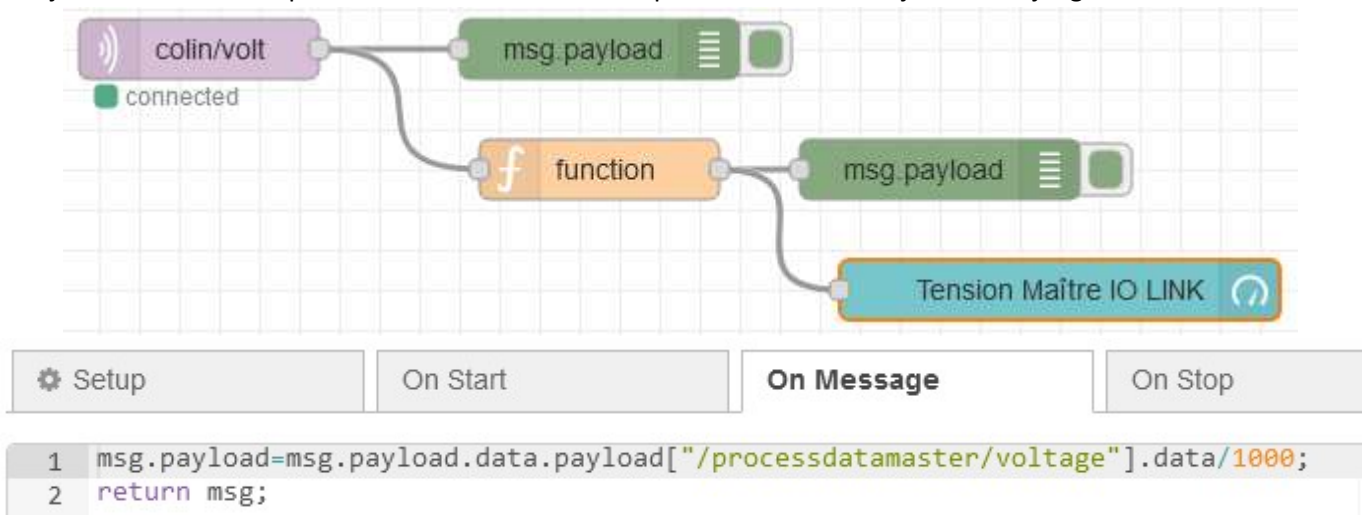 colin/volt
msg.payload
connected
function
msg.payload
Tension Maître IO LINK
Setup
On Start
On Message
On Stop
1 msg.payload=msg.payload.data.payload["/processdatamaster/voltage"].data/1000;
2 return msg;